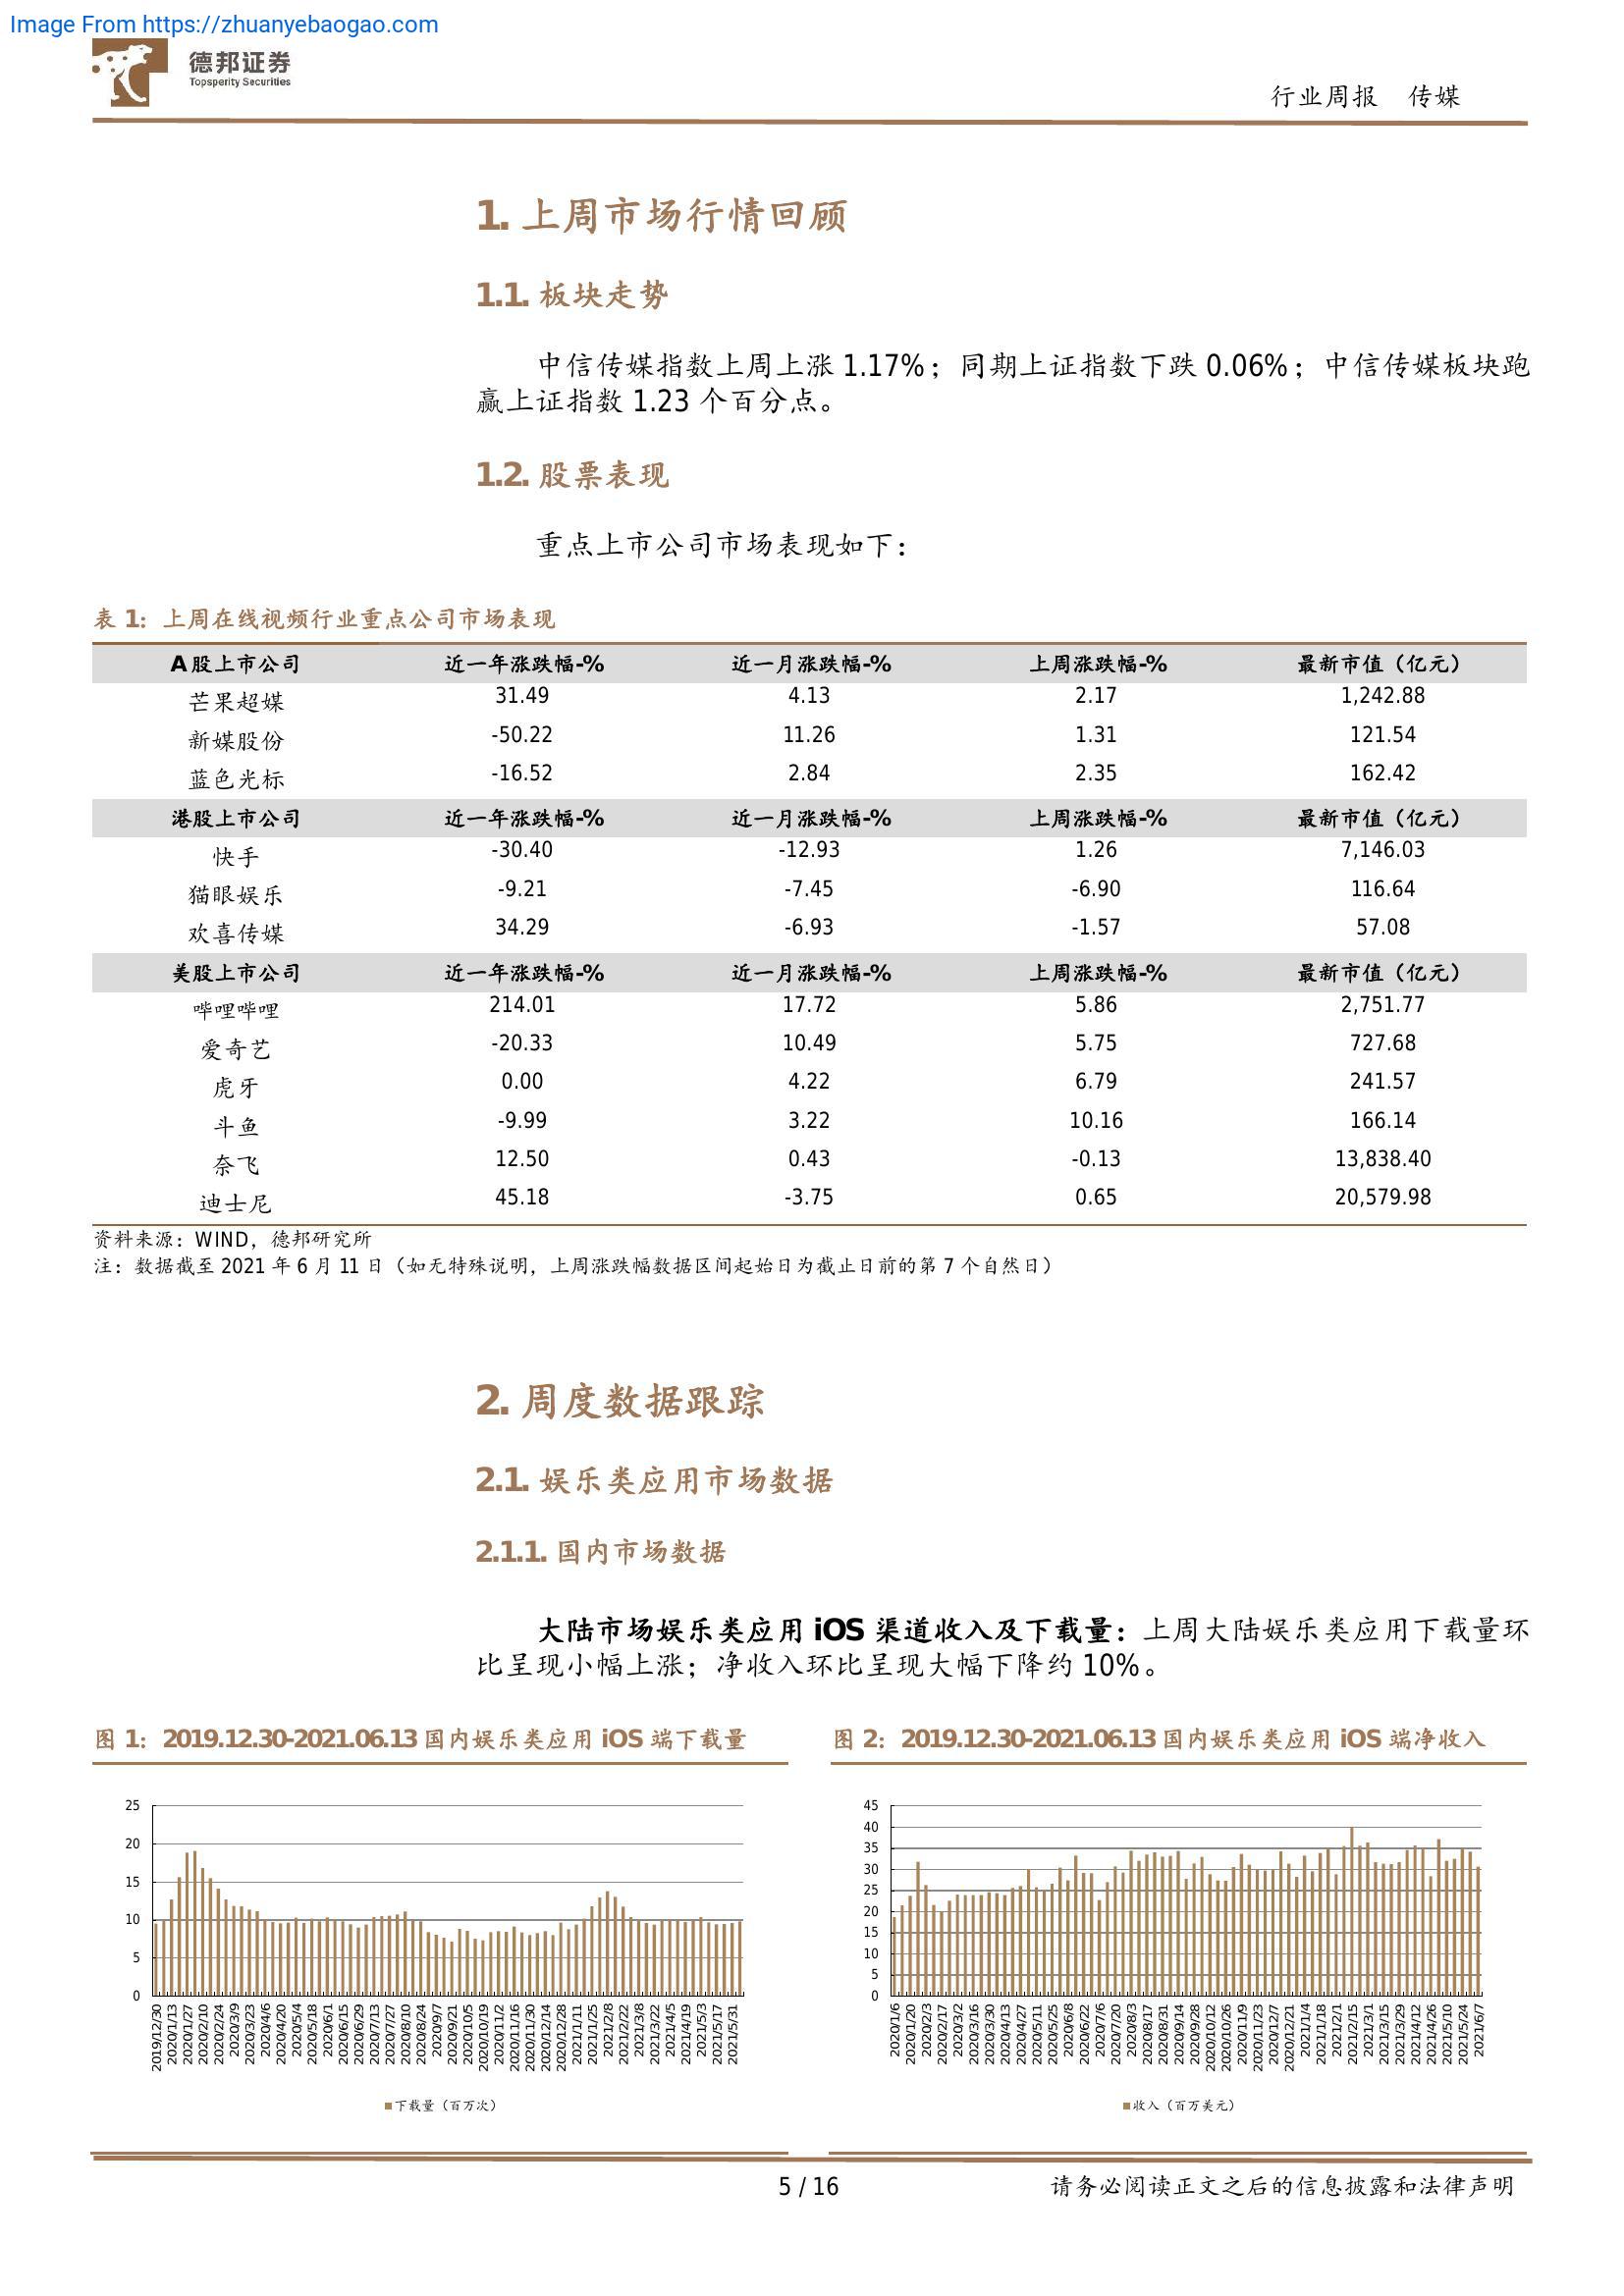 Image From https://zhuanyebaogao.com
德邦证券
Topsperity Securities
行业周报 传媒
1. 上周市场行情回顾
1.1. 板块走势
中信传媒指数上周上涨 1.17%；同期上证指数下跌 0.06%；中信传媒板块跑
赢上证指数 1.23 个百分点。
1.2. 股票表现
重点上市公司市场表现如下：
表 1：上周在线视频行业重点公司市场表现
A 股上市公司 近一年涨跌幅-% 近一月涨跌幅-% 上周涨跌幅-% 最新市值（亿元）
芒果超媒 31.49 4.13 2.17 1,242.88
新媒股份 -50.22 11.26 1.31 121.54
蓝色光标 -16.52 2.84 2.35 162.42
港股上市公司 近一年涨跌幅-% 近一月涨跌幅-% 上周涨跌幅-% 最新市值（亿元）
快手 -30.40 -12.93 1.26 7,146.03
猫眼娱乐 -9.21 -7.45 -6.90 116.64
欢喜传媒 34.29 -6.93 -1.57 57.08
美股上市公司 近一年涨跌幅-% 近一月涨跌幅-% 上周涨跌幅-% 最新市值（亿元）
哔哩哔哩 214.01 17.72 5.86 2,751.77
爱奇艺 -20.33 10.49 5.75 727.68
虎牙 0.00 4.22 6.79 241.57
斗鱼 -9.99 3.22 10.16 166.14
奈飞 12.50 0.43 -0.13 13,838.40
迪士尼 45.18 -3.75 0.65 20,579.98
资料来源：WIND，德邦研究所
注：数据截至 2021 年 6 月 11 日（如无特殊说明，上周涨跌幅数据区间起始日为截止日前的第 7 个自然日）
2. 周度数据跟踪
2.1. 娱乐类应用市场数据
2.1.1. 国内市场数据
大陆市场娱乐类应用 iOS 渠道收入及下载量：上周大陆娱乐类应用下载量环
比呈现小幅上涨；净收入环比呈现大幅下降约 10%。
图 1：2019.12.30-2021.06.13 国内娱乐类应用 iOS 端下载量
25
20
15
10
5
0
2019/12/30 2020/1/13 2020/1/27 2020/2/10 2020/2/24 2020/3/9 2020/3/23 2020/4/6 2020/4/20 2020/5/4 2020/5/18 2020/6/1 2020/6/15 2020/6/29 2020/7/13 2020/7/27 2020/8/10 2020/8/24 2020/9/7 2020/9/21 2020/10/5 2020/10/19 2020/11/2 2020/11/16 2020/11/30 2020/12/14 2020/12/28 2021/1/11 2021/1/25 2021/2/8 2021/2/22 2021/3/8 2021/3/22 2021/4/5 2021/4/19 2021/5/3 2021/5/17 2021/5/31
下载量（百万次）
图 2：2019.12.30-2021.06.13 国内娱乐类应用 iOS 端净收入
45
40
35
30
25
20
15
10
5
0
2020/1/6 2020/1/20 2020/2/3 2020/2/17 2020/3/2 2020/3/16 2020/3/30 2020/4/13 2020/4/27 2020/5/11 2020/5/25 2020/6/8 2020/6/22 2020/7/6 2020/7/20 2020/8/3 2020/8/17 2020/8/31 2020/9/14 2020/9/28 2020/10/12 2020/10/26 2020/11/9 2020/11/23 2020/12/7 2020/12/21 2021/1/4 2021/1/18 2021/2/1 2021/2/15 2021/3/1 2021/3/15 2021/3/29 2021/4/12 2021/4/26 2021/5/10 2021/5/24 2021/6/7
收入（百万美元）
5 / 16
请务必阅读正文之后的信息披露和法律声明